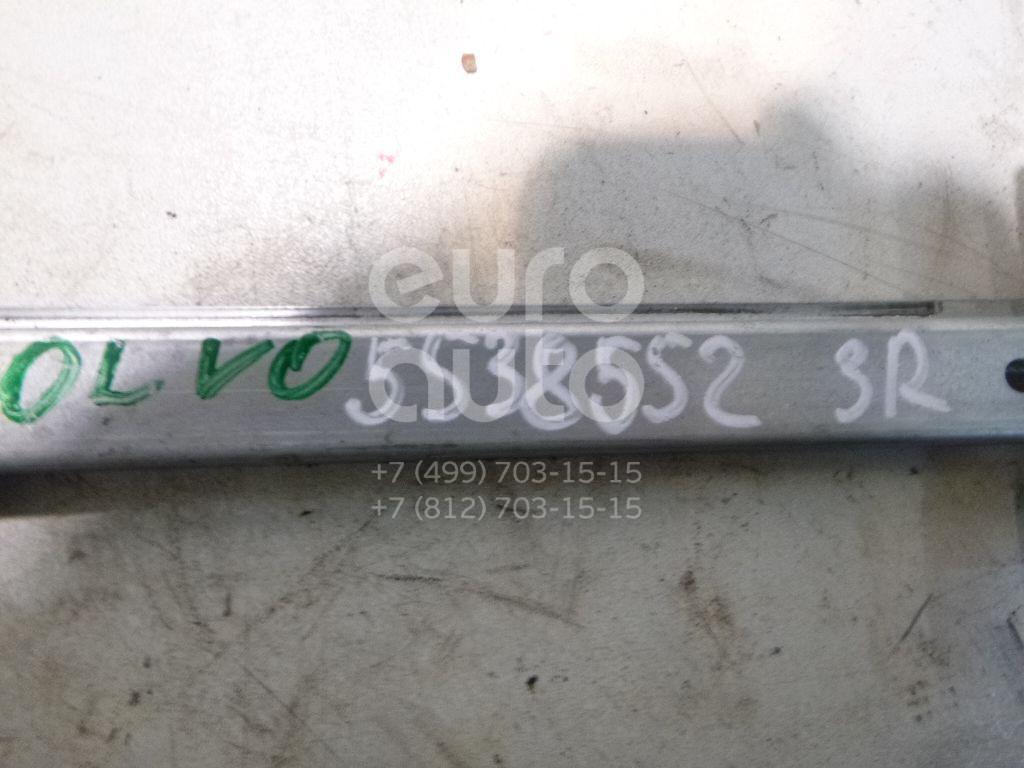 euro
auto
OLVO 5538552 3R
+7 (499) 703-15-15
+7 (812) 703-15-15